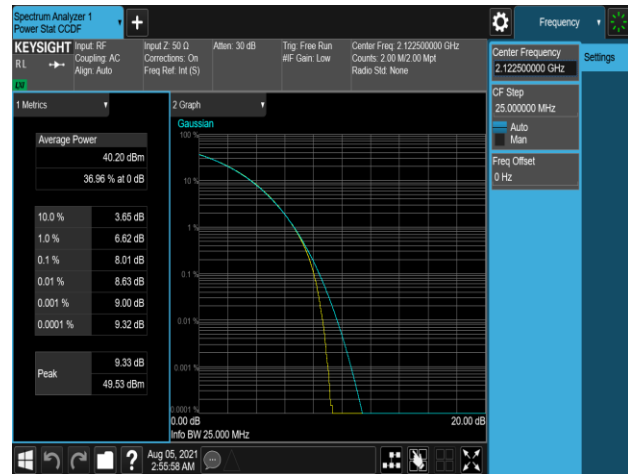 Spectrum Analyzer 1
Power Stat CCDF
Frequency
KEYSIGHT
Input: RF
Coupling: AC
Align: Auto
Input Z: 50 Ω
Corrections: On
Freq Ref: Int (S)
Atten: 30 dB
Trig: Free Run
#IF Gain: Low
Center Freq: 2.122500000 GHz
Counts: 2.00 M/2.00 Mpt
Radio Std: None
RL
Center Frequency
2.122500000 GHz
Settings
CF Step
25.000000 MHz
Auto
Man
Freq Offset
0 Hz
1 Metrics
Average Power
40.20 dBm
36.96 % at 0 dB
10.0 % 3.65 dB
1.0 % 6.62 dB
0.1 % 8.01 dB
0.01 % 8.63 dB
0.001 % 9.00 dB
0.0001 % 9.32 dB
Peak
9.33 dB
49.53 dBm
2 Graph
Gaussian
100 %
10 %
1 %
0.1 %
0.01 %
0.001 %
0.0001 %
0.00 dB
20.00 dB
Info BW 25.000 MHz
?
Aug 05, 2021
2:55:58 AM